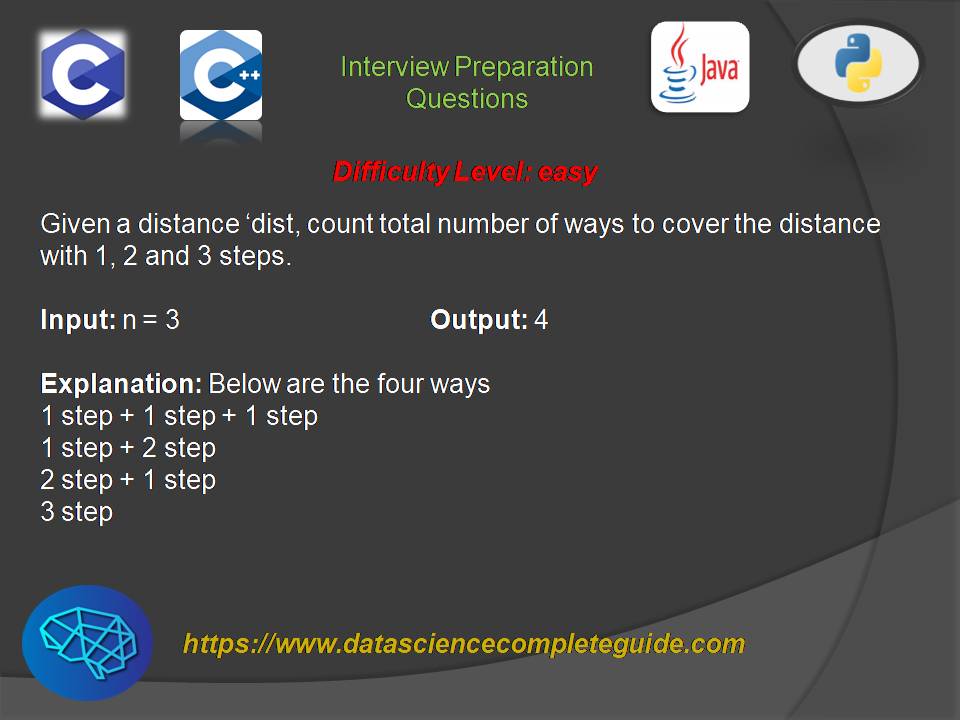 C
C++
Interview Preparation
Questions
Java
Difficulty Level: easy
Given a distance ‘dist, count total number of ways to cover the distance
with 1, 2 and 3 steps.
Input: n = 3 Output: 4
Explanation: Below are the four ways
1 step + 1 step + 1 step
1 step + 2 step
2 step + 1 step
3 step
https://www.datasciencecompleteguide.com